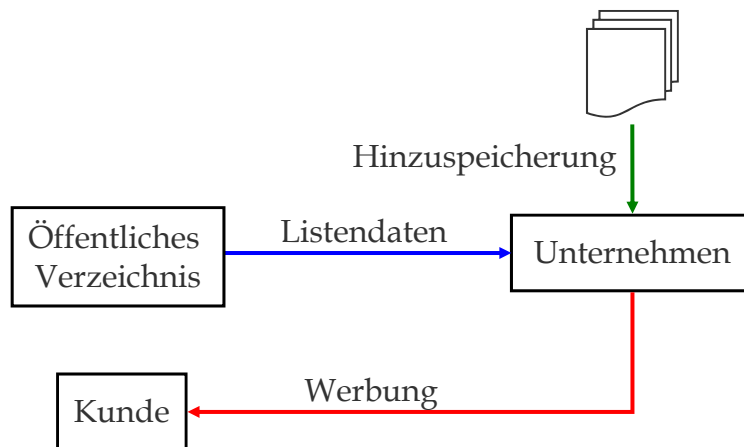 Hinzuspeicherung
Öffentliches
Verzeichnis
Listendaten
Unternehmen
Werbung
Kunde